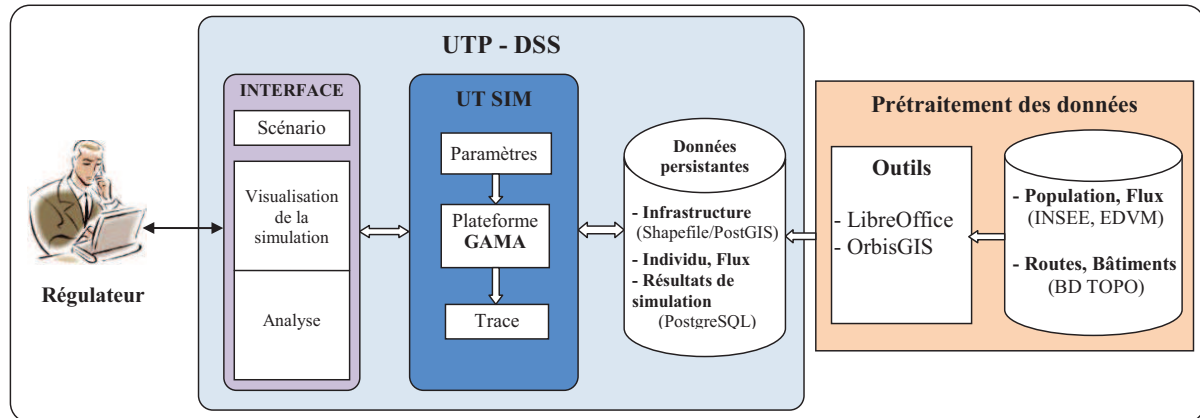 UTP - DSS
Régulateur
INTERFACE
Scénario
Visualisation
de la
simulation
Analyse
UT SIM
Paramètres
Plateforme
GAMA
Trace
Données
persistantes
- Infrastructure
(Shapefile/PostGIS)
- Individu, Flux
- Résultats de
simulation
(PostgreSQL)
Prétraitement des données
Outils
- LibreOffice
- OrbisGIS
- Population, Flux
(INSEE, EDVM)
- Routes, Bâtiments
(BD TOPO)